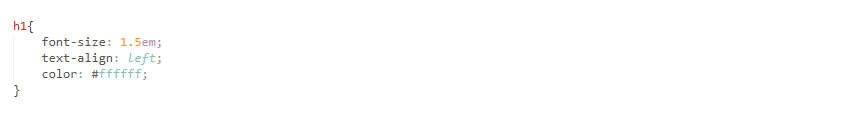 h1{
    font-size: 1.5em;
    text-align: left;
    color: #ffffff;
}